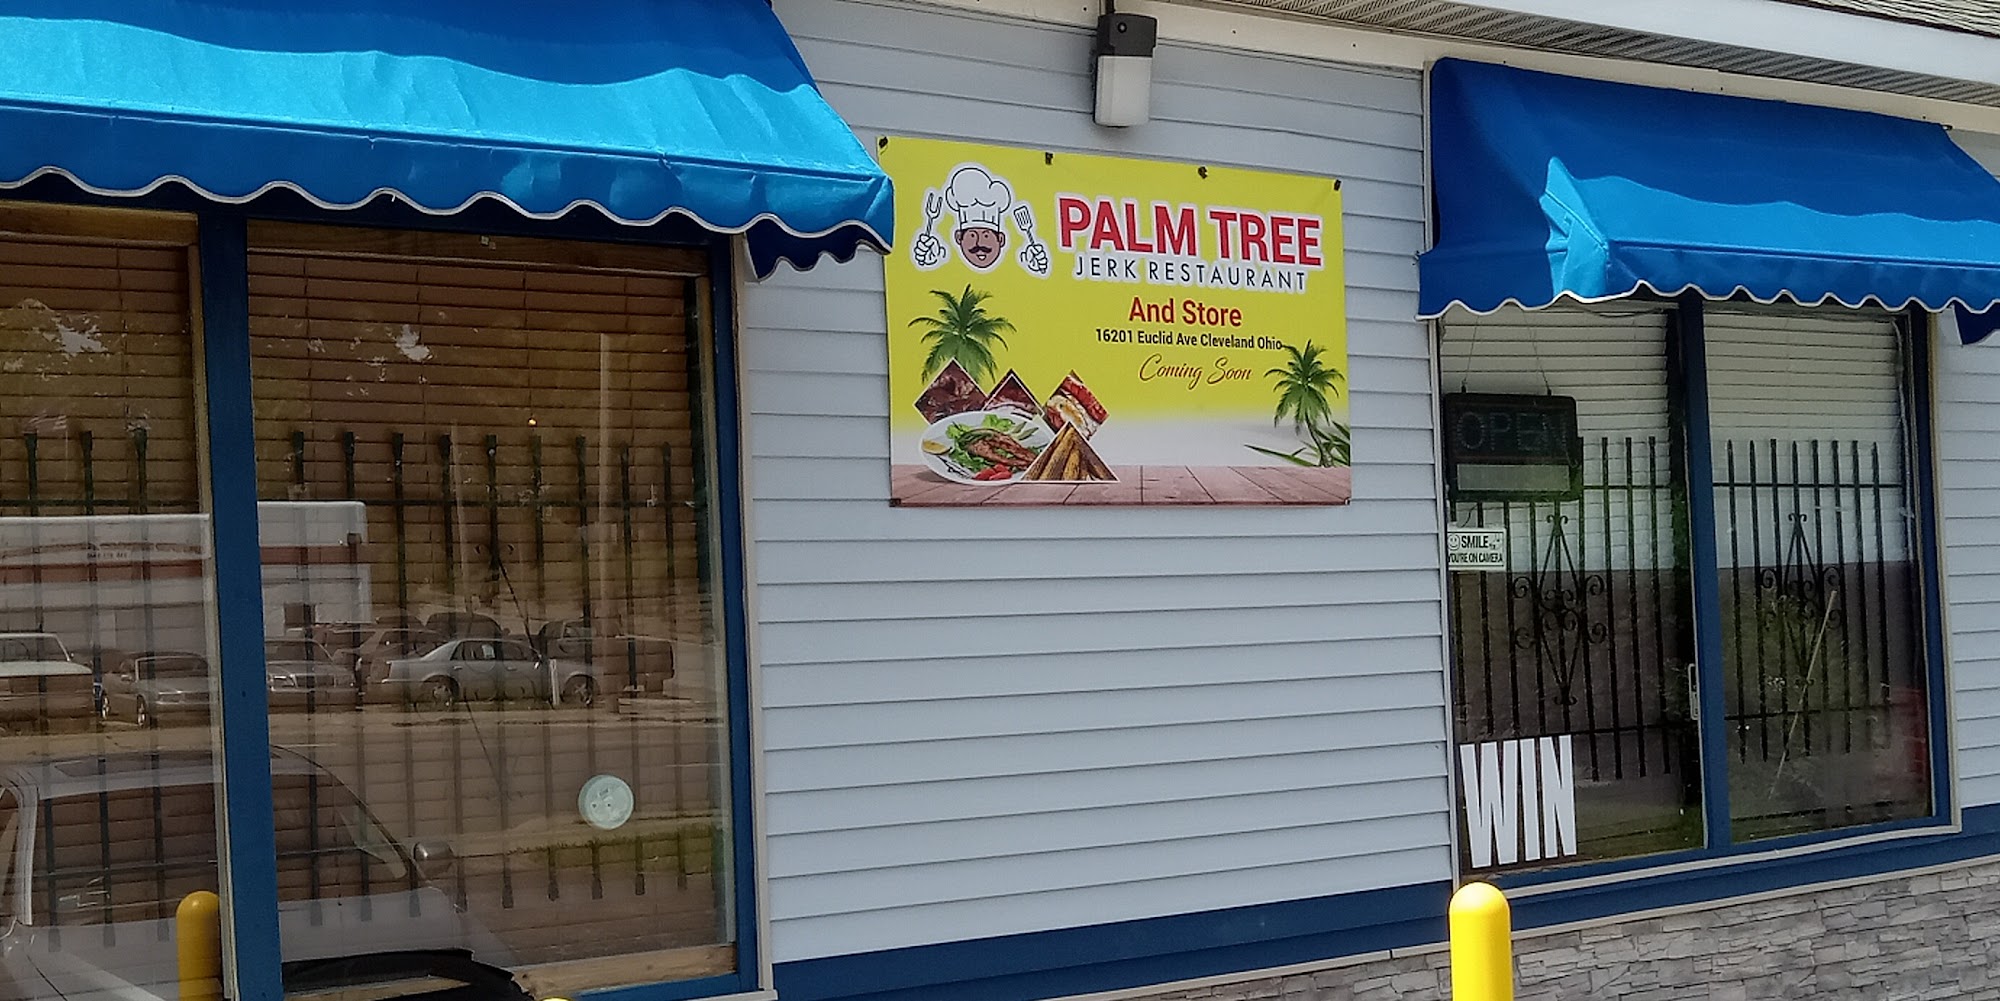 PALM TREE
JERK RESTAURANT
And Store
16201 Euclid Ave Cleveland Ohio
Coming Soon
OPEN
SMILE
YOU'RE ON CAMERA
WIN